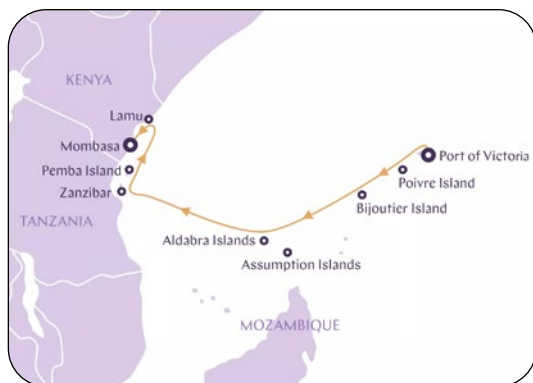 KENYA
Lamu
Mombasa
Port of Victoria
Pemba Island
Poivre Island
Zanzibar
Bijoutier Island
TANZANIA
Aldabra Islands
Assumption Islands
MOZAMBIQUE